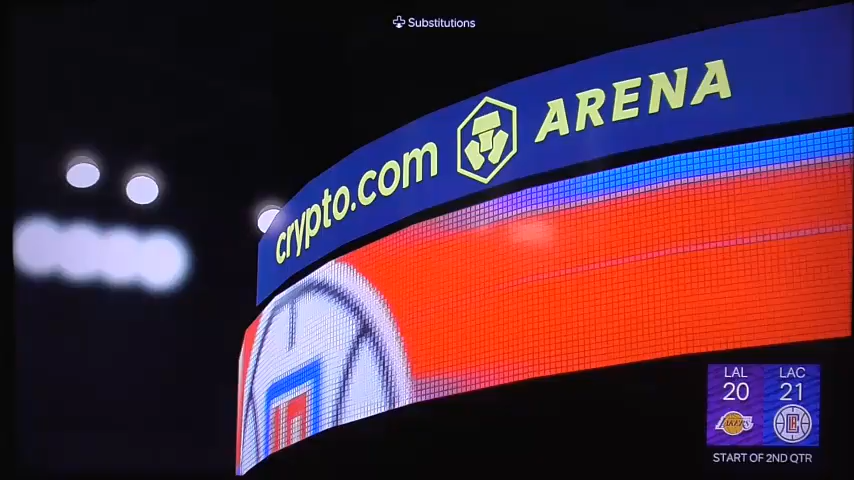 Substitutions
crypto.com ARENA
LAL LAC
20 21
LAKERS
START OF 2ND QTR